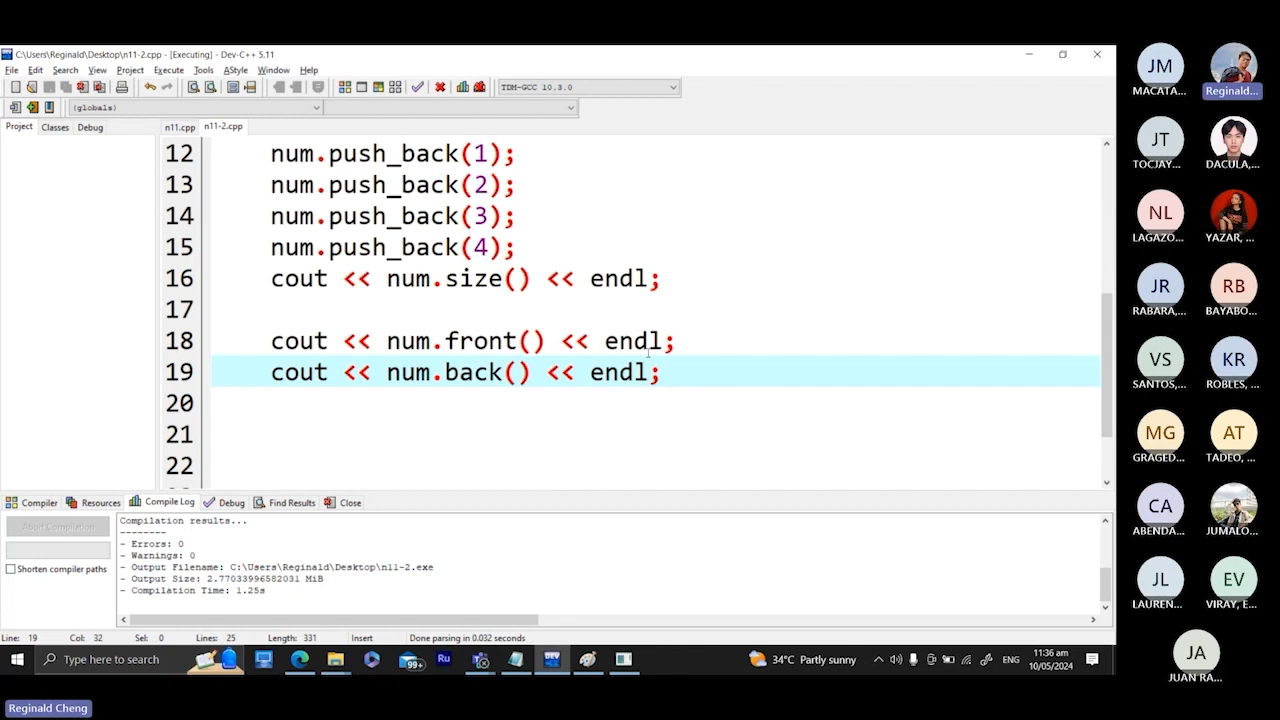 C:\Users\Reginald\Desktop\n11-2.cpp - [Executing] - Dev-C++ 5.11
File Edit Search View Project Execute Tools AStyle Window Help
TDM-GCC 10.3.0
(globals)
Project Classes Debug
n11.cpp n11-2.cpp
12 num.push_back(1);
13 num.push_back(2);
14 num.push_back(3);
15 num.push_back(4);
16 cout << num.size() << endl;
17
18 cout << num.front() << endl;
19 cout << num.back() << endl;
20
21
22
Compiler Resources Compile Log Debug Find Results Close
Abort Compilation
Shorten compiler paths
Compilation results...
--------
- Errors: 0
- Warnings: 0
- Output Filename: C:\Users\Reginald\Desktop\n11-2.exe
- Output Size: 2.77033996582031 MiB
- Compilation Time: 1.25s
Line: 19 Col: 32 Sel: 0 Lines: 25 Length: 331 Insert Done parsing in 0.032 seconds
Type here to search
99+
Ru
DEV
34°C Partly sunny
ENG
11:36 am
10/05/2024
Reginald Cheng
JM
MACATA...
Reginald...
JT
TOCJAY...
DACULA,...
NL
LAGAZO...
YAZAR, ...
JR
RABARA,...
RB
BAYABO...
VS
SANTOS,...
KR
ROBLES, ...
MG
GRAGED...
AT
TADEO, ...
CA
ABENDA...
JUMALO...
JL
LAUREN...
EV
VIRAY, E...
JA
JUAN RA...